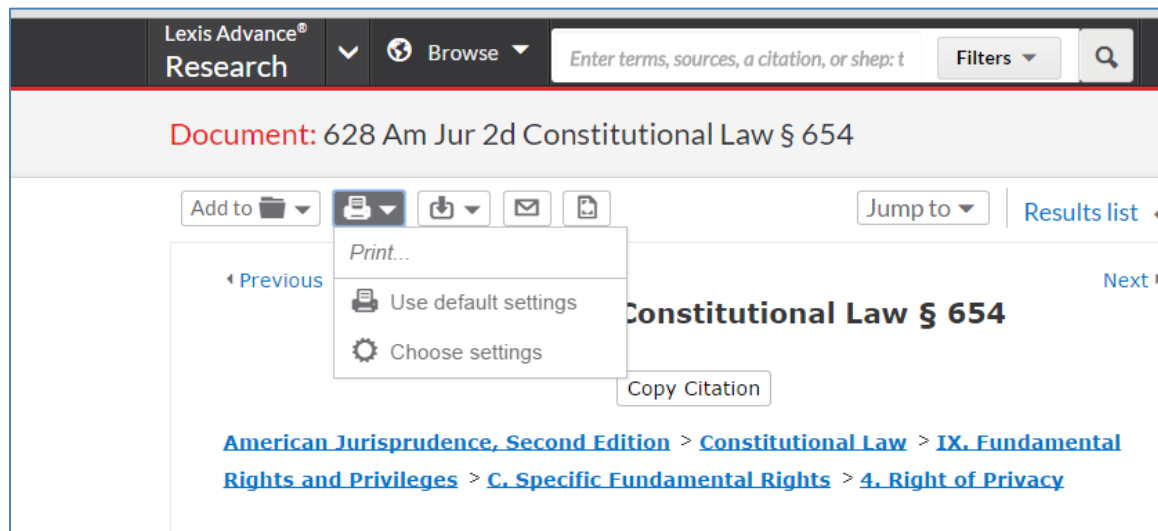 Lexis Advance®
Research
Browse
Enter terms, sources, a citation, or shep: t
Filters
Document: 628 Am Jur 2d Constitutional Law § 654
Add to
Jump to
Results list
Print...
Previous
Next
Use default settings
Constitutional Law § 654
Choose settings
Copy Citation
American Jurisprudence, Second Edition > Constitutional Law > IX. Fundamental
Rights and Privileges > C. Specific Fundamental Rights > 4. Right of Privacy